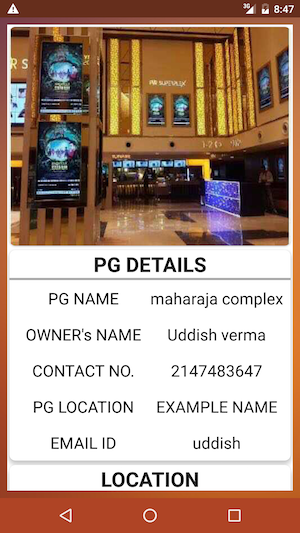 3G 8:47
PG DETAILS
PG NAME maharaja complex
OWNER's NAME Uddish verma
CONTACT NO. 2147483647
PG LOCATION EXAMPLE NAME
EMAIL ID uddish
LOCATION